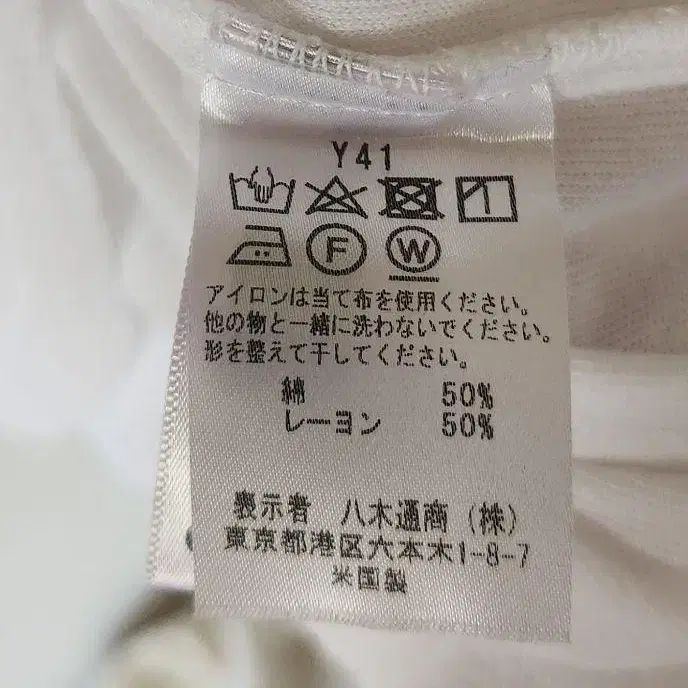 Y41
F W
アイロンは当て布を使用ください。
他の物と一緒に洗わないでください。
形を整えて干してください。
綿 50%
レーヨン 50%
表示者 八木通商 (株)
東京都港区六本木1-8-7
米国製